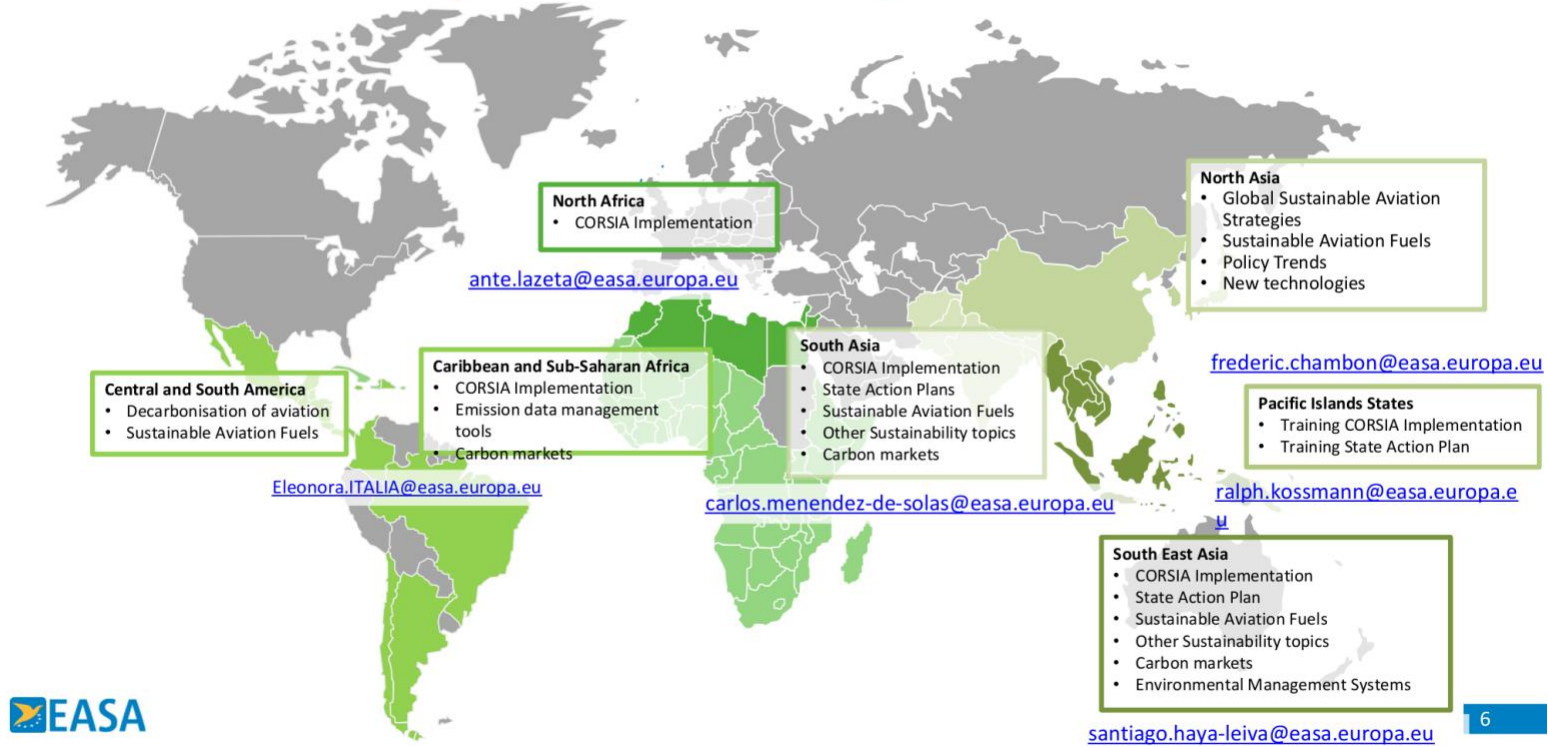 North Africa
• CORSIA Implementation
ante.lazeta@easa.europa.eu
North Asia
• Global Sustainable Aviation
Strategies
• Sustainable Aviation Fuels
• Policy Trends
• New technologies
frederic.chambon@easa.europa.eu
Central and South America
• Decarbonisation of aviation
• Sustainable Aviation Fuels
Eleonora.ITALIA@easa.europa.eu
Caribbean and Sub-Saharan Africa
• CORSIA Implementation
• Emission data management
tools
• Carbon markets
South Asia
• CORSIA Implementation
• State Action Plans
• Sustainable Aviation Fuels
• Other Sustainability topics
• Carbon markets
carlos.menendez-de-solas@easa.europa.eu
Pacific Islands States
• Training CORSIA Implementation
• Training State Action Plan
ralph.kossmann@easa.europa.e
u
South East Asia
• CORSIA Implementation
• State Action Plan
• Sustainable Aviation Fuels
• Other Sustainability topics
• Carbon markets
• Environmental Management Systems
santiago.haya-leiva@easa.europa.eu
EASA
6